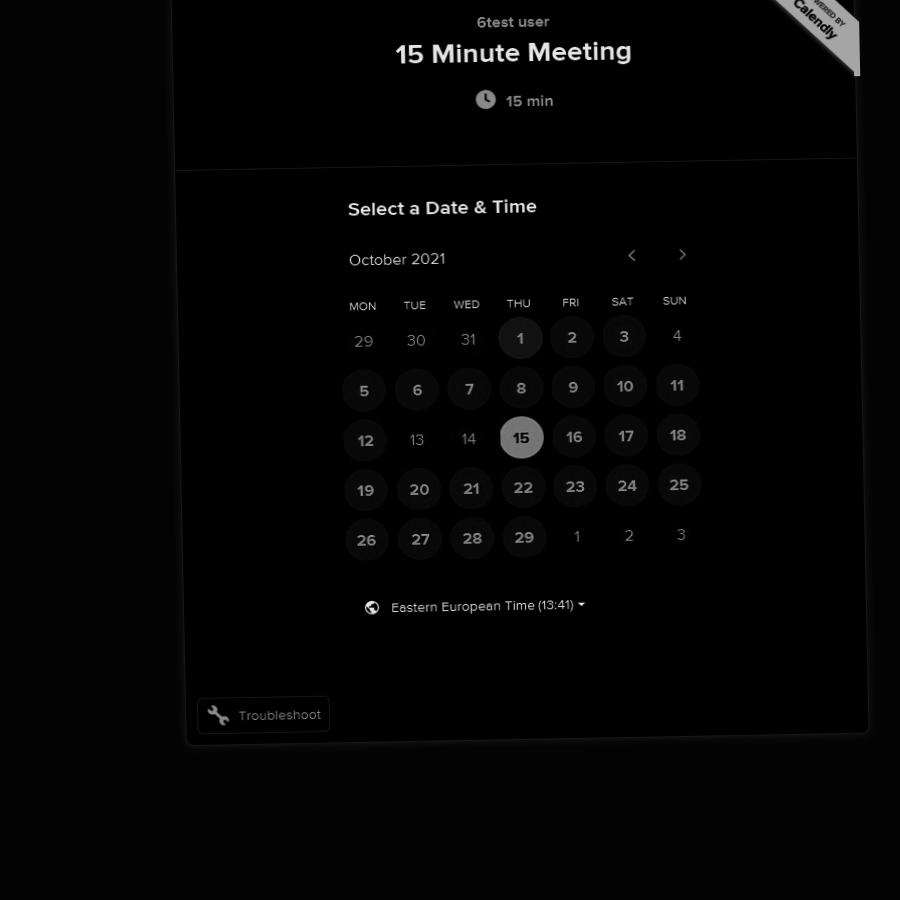 6test user
15 Minute Meeting
15 min
Calendly
Select a Date & Time
October 2021
MON TUE WED THU FRI SAT SUN
29 30 31 1 2 3 4
5 6 7 8 9 10 11
12 13 14 15 16 17 18
19 20 21 22 23 24 25
26 27 28 29 1 2 3
Eastern European Time (13:41)
Troubleshoot